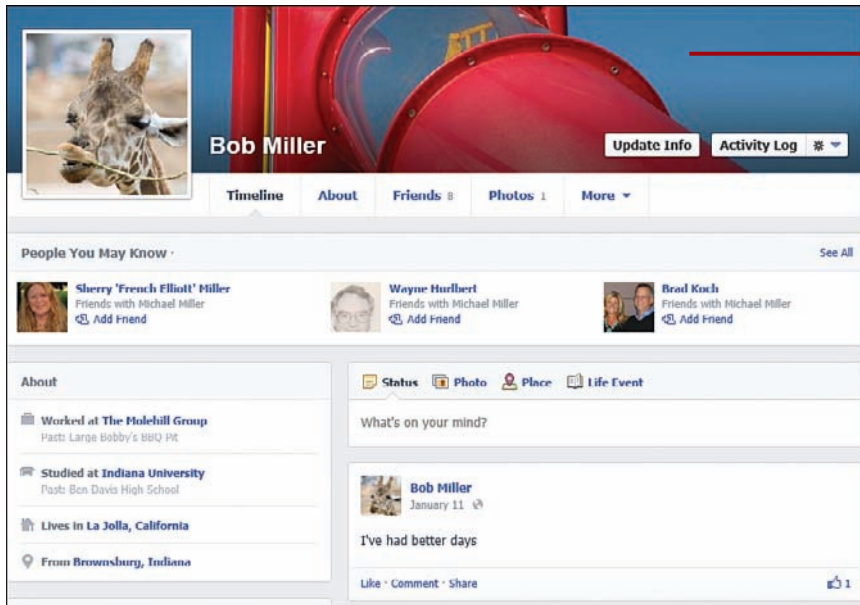 Bob Miller
Update Info
Activity Log
Timeline
About
Friends 8
Photos 1
More
People You May Know ·
See All
Sherry 'French Elliott' Miller
Friends with Michael Miller
Add Friend
Wayne Hurlbert
Friends with Michael Miller
Add Friend
Brad Koch
Friends with Michael Miller
Add Friend
About
Worked at The Molehill Group
Past: Large Bobby's BBQ Pit
Studied at Indiana University
Past: Ben Davis High School
Lives in La Jolla, California
From Brownsburg, Indiana
Status
Photo
Place
Life Event
What's on your mind?
Bob Miller
January 11
I've had better days
Like · Comment · Share
1